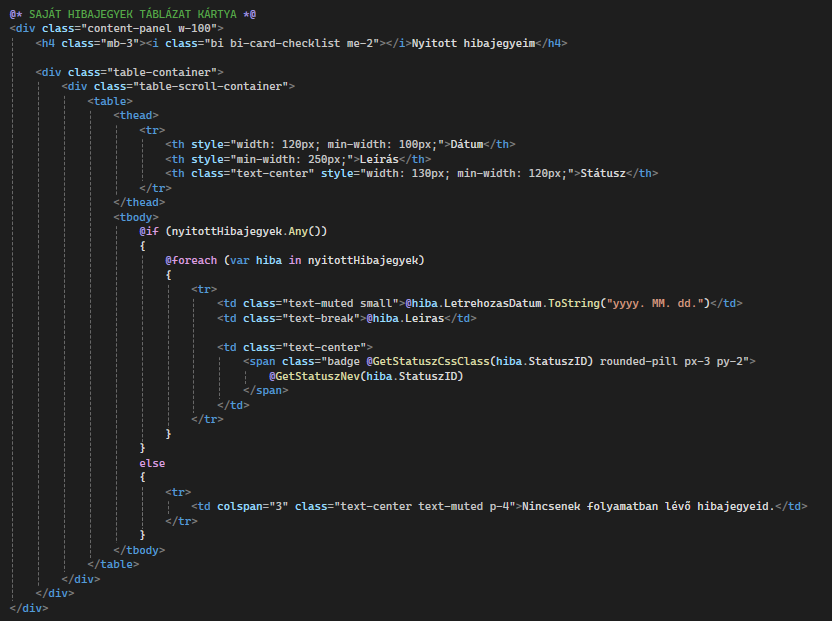 @* SAJÁT HIBAJEGYEK TÁBLÁZAT KÁRTYA *@
<div class="content-panel w-100">
    <h4 class="mb-3"><i class="bi bi-card-checklist me-2"></i>Nyitott hibajegyeim</h4>

    <div class="table-container">
        <div class="table-scroll-container">
            <table>
                <thead>
                    <tr>
                        <th style="width: 120px; min-width: 100px;">Dátum</th>
                        <th style="min-width: 250px;">Leírás</th>
                        <th class="text-center" style="width: 130px; min-width: 120px;">Státusz</th>
                    </tr>
                </thead>
                <tbody>
                    @if (nyitottHibajegyek.Any())
                    {
                        @foreach (var hiba in nyitottHibajegyek)
                        {
                            <tr>
                                <td class="text-muted small">@hiba.LetrehozasDatum.ToString("yyyy. MM. dd.")</td>
                                <td class="text-break">@hiba.Leiras</td>

                                <td class="text-center">
                                    <span class="badge @GetStatuszCssClass(hiba.StatuszID) rounded-pill px-3 py-2">
                                        @GetStatuszNev(hiba.StatuszID)
                                    </span>
                                </td>
                            </tr>
                        }
                    }
                    else
                    {
                        <tr>
                            <td colspan="3" class="text-center text-muted p-4">Nincsenek folyamatban lévő hibajegyeid.</td>
                        </tr>
                    }
                </tbody>
            </table>
        </div>
    </div>
</div>